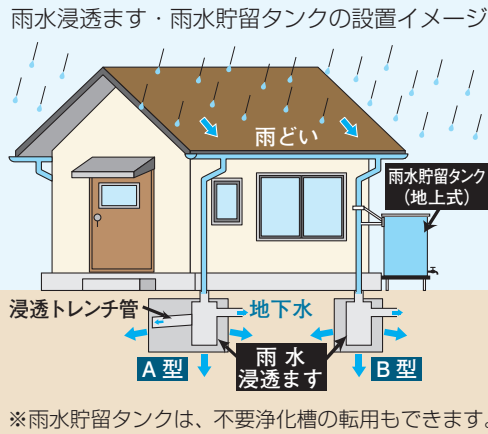 雨水浸透ます・雨水貯留タンクの設置イメージ
雨どい
雨水貯留タンク
（地上式）
浸透トレンチ管
地下水
A型
雨水
浸透ます
B型
※雨水貯留タンクは、不要浄化槽の転用もできます。